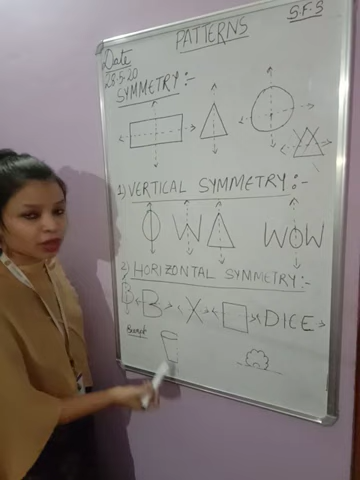 PATTERNS
S.F.S
Date
28-5-20
SYMMETRY:-
1) VERTICAL SYMMETRY:-
W WOW
2) HORIZONTAL SYMMETRY:-
B B X DICE